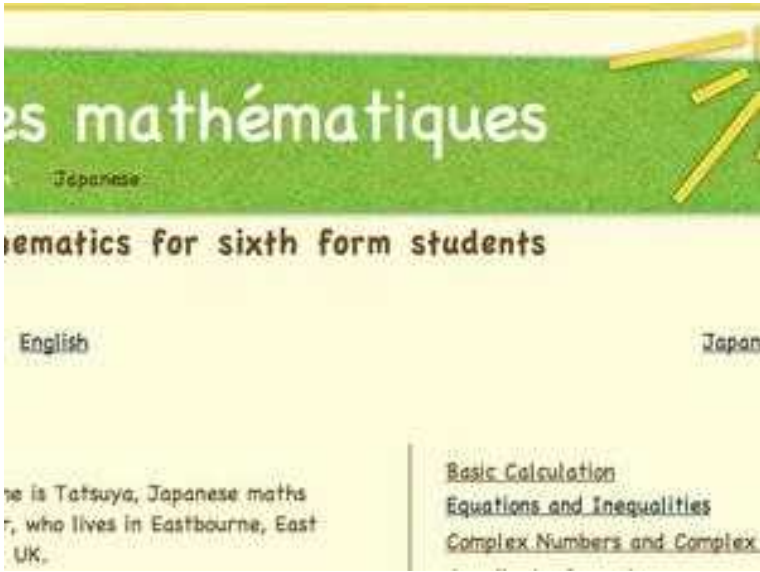 es mathématiques
Japanese
ematics for sixth form students
English
Japan
e is Tatsuya, Japanese maths
r, who lives in Eastbourne, East
UK.
Basic Calculation
Equations and Inequalities
Complex Numbers and Complex